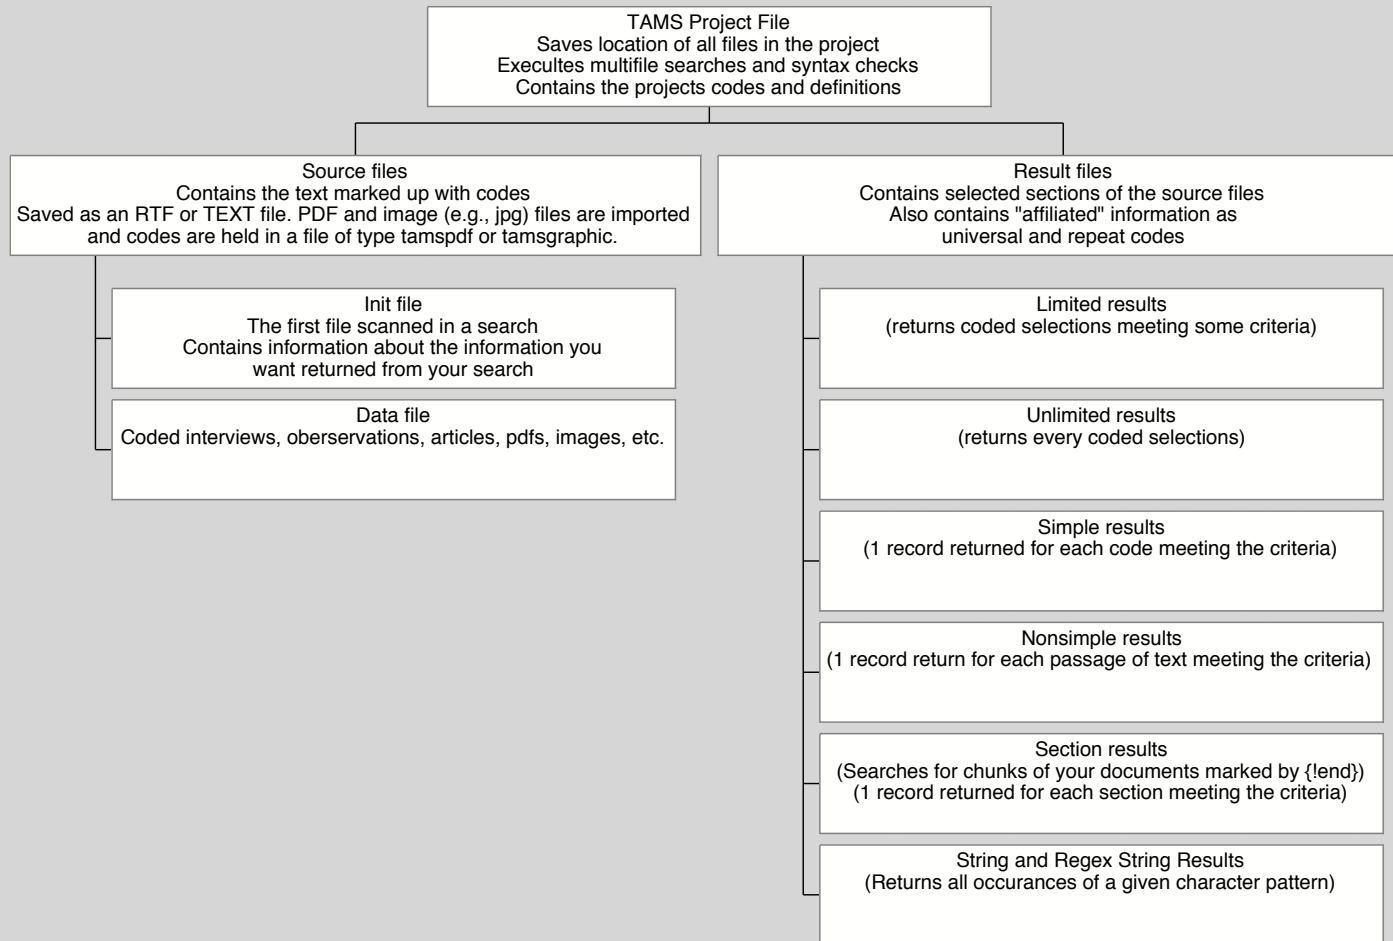 TAMS Project File
Saves location of all files in the project
Execultes multifile searches and syntax checks
Contains the projects codes and definitions
Source files
Contains the text marked up with codes
Saved as an RTF or TEXT file. PDF and image (e.g., jpg) files are imported
and codes are held in a file of type tamspdf or tamsgraphic.
Init file
The first file scanned in a search
Contains information about the information you
want returned from your search
Data file
Coded interviews, oberservations, articles, pdfs, images, etc.
Result files
Contains selected sections of the source files
Also contains "affiliated" information as
universal and repeat codes
Limited results
(returns coded selections meeting some criteria)
Unlimited results
(returns every coded selections)
Simple results
(1 record returned for each code meeting the criteria)
Nonsimple results
(1 record return for each passage of text meeting the criteria)
Section results
(Searches for chunks of your documents marked by {!end})
(1 record returned for each section meeting the criteria)
String and Regex String Results
(Returns all occurances of a given character pattern)